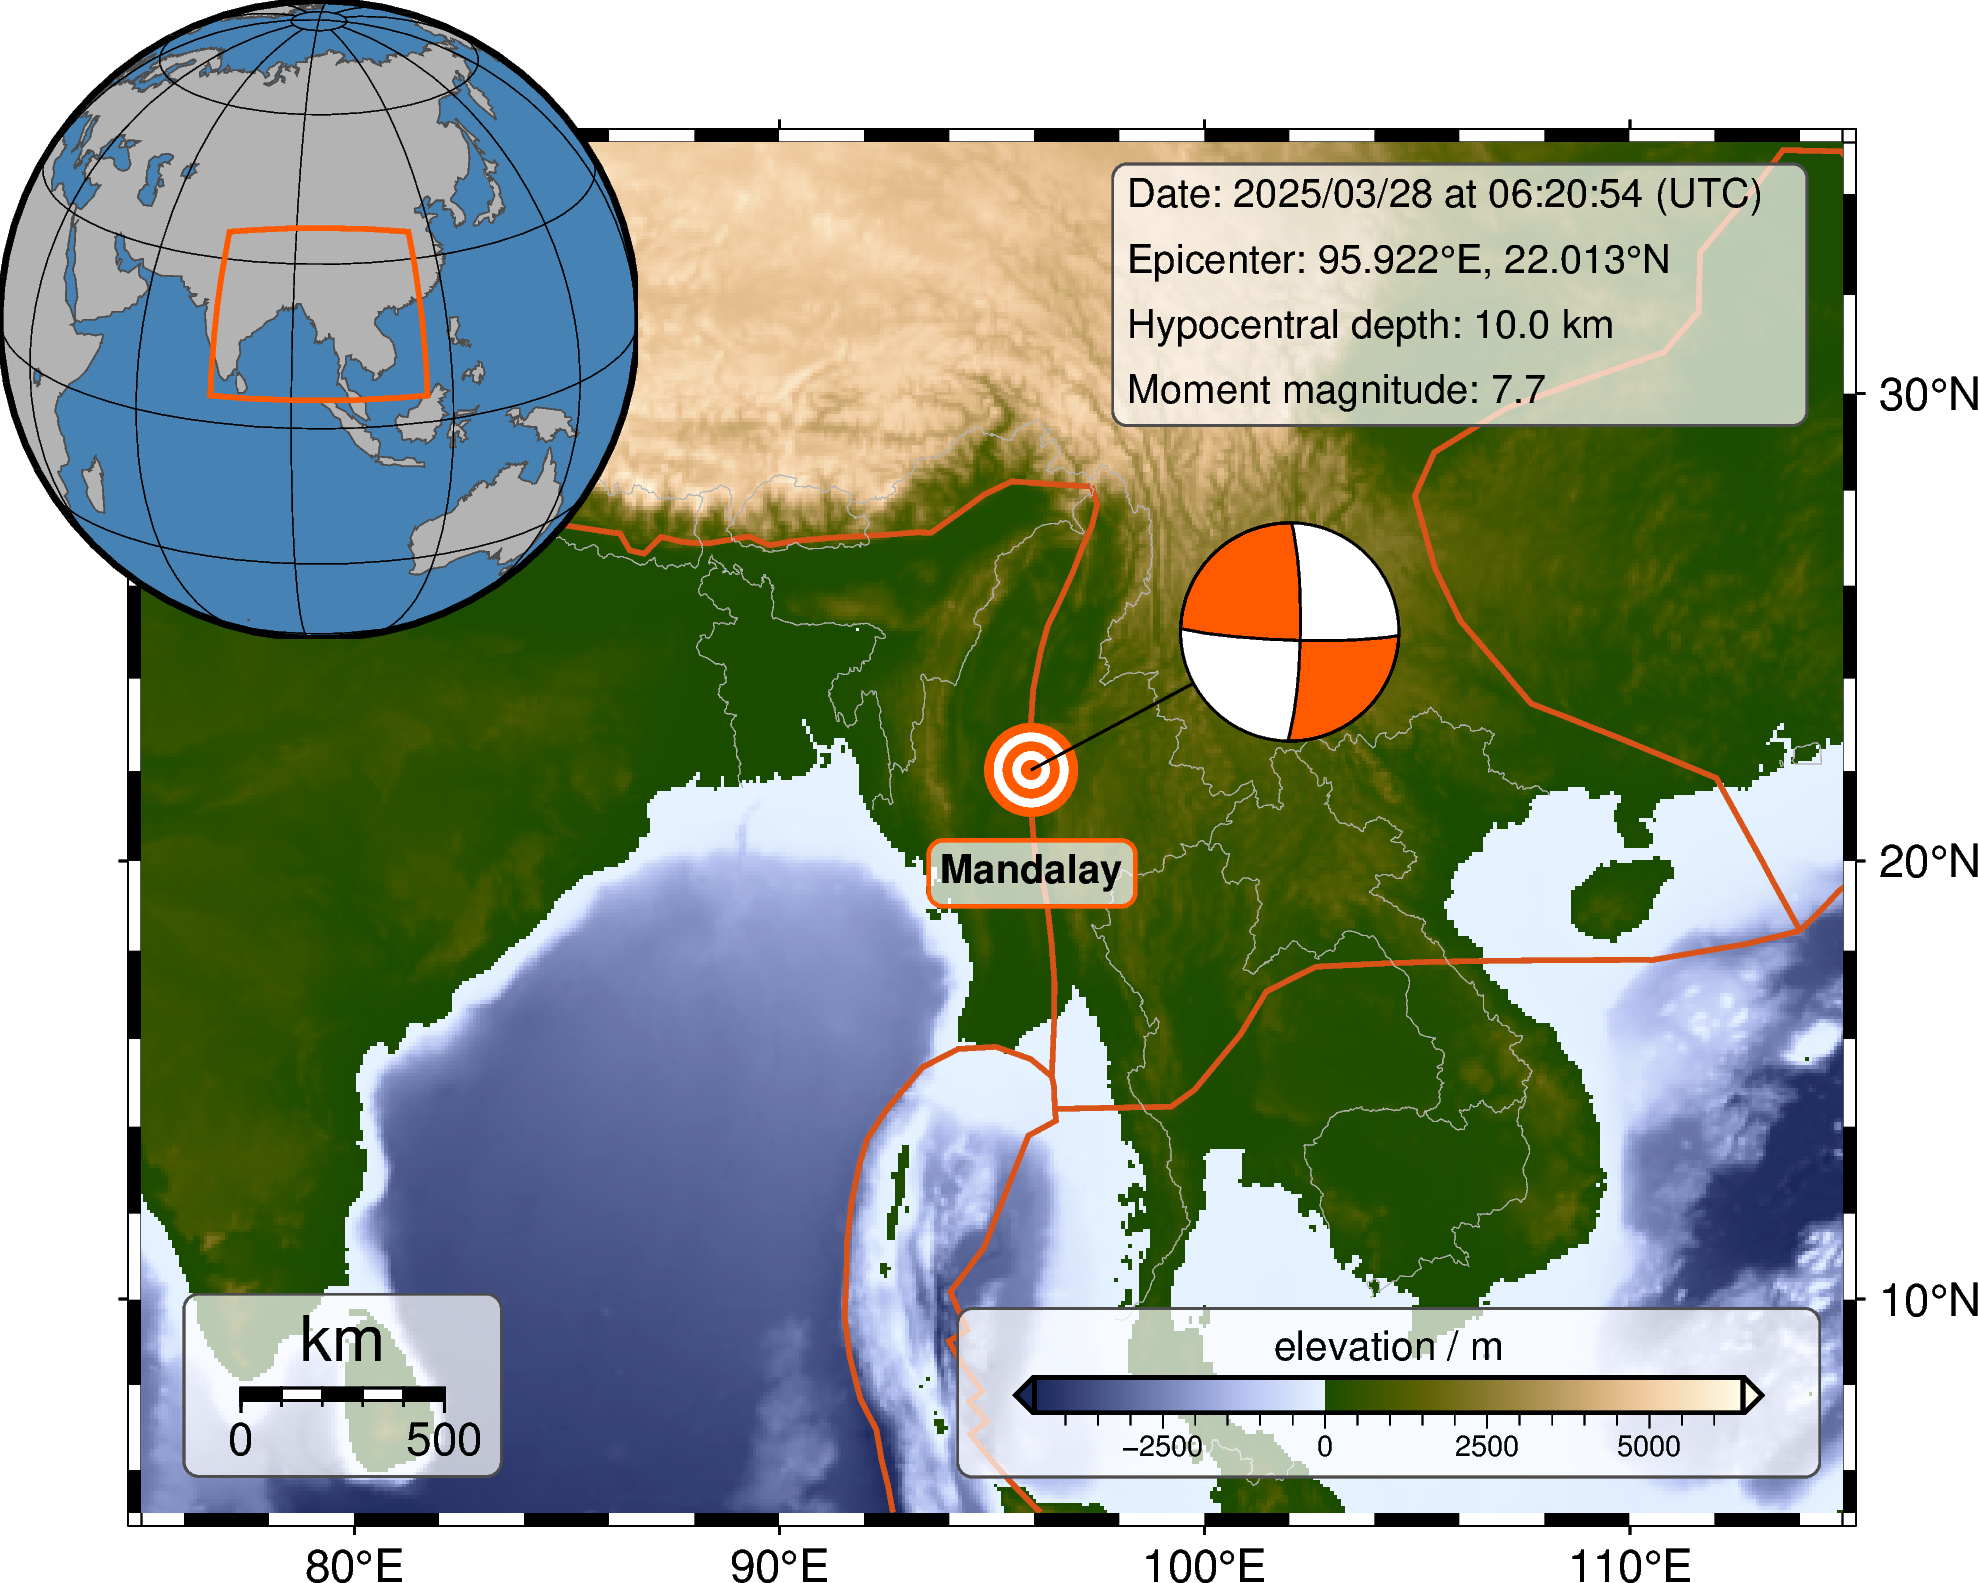 Date: 2025/03/28 at 06:20:54 (UTC)
Epicenter: 95.922°E, 22.013°N
Hypocentral depth: 10.0 km
Moment magnitude: 7.7
30°N
Mandalay
20°N
10°N
km
0 500
elevation / m
−2500 0 2500 5000
80°E 90°E 100°E 110°E